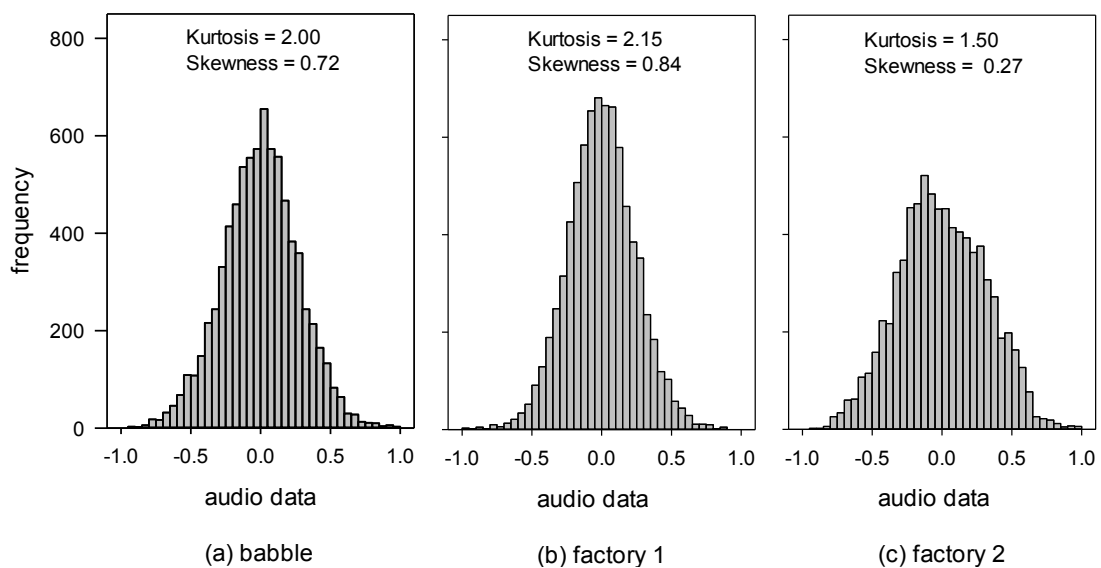 Kurtosis = 2.00
Skewness = 0.72
Kurtosis = 2.15
Skewness = 0.84
Kurtosis = 1.50
Skewness =  0.27
frequency
800
600
400
200
0
-1.0 -0.5 0.0 0.5 1.0
-1.0 -0.5 0.0 0.5 1.0
-1.0 -0.5 0.0 0.5 1.0
audio data
audio data
audio data
(a) babble
(b) factory 1
(c) factory 2